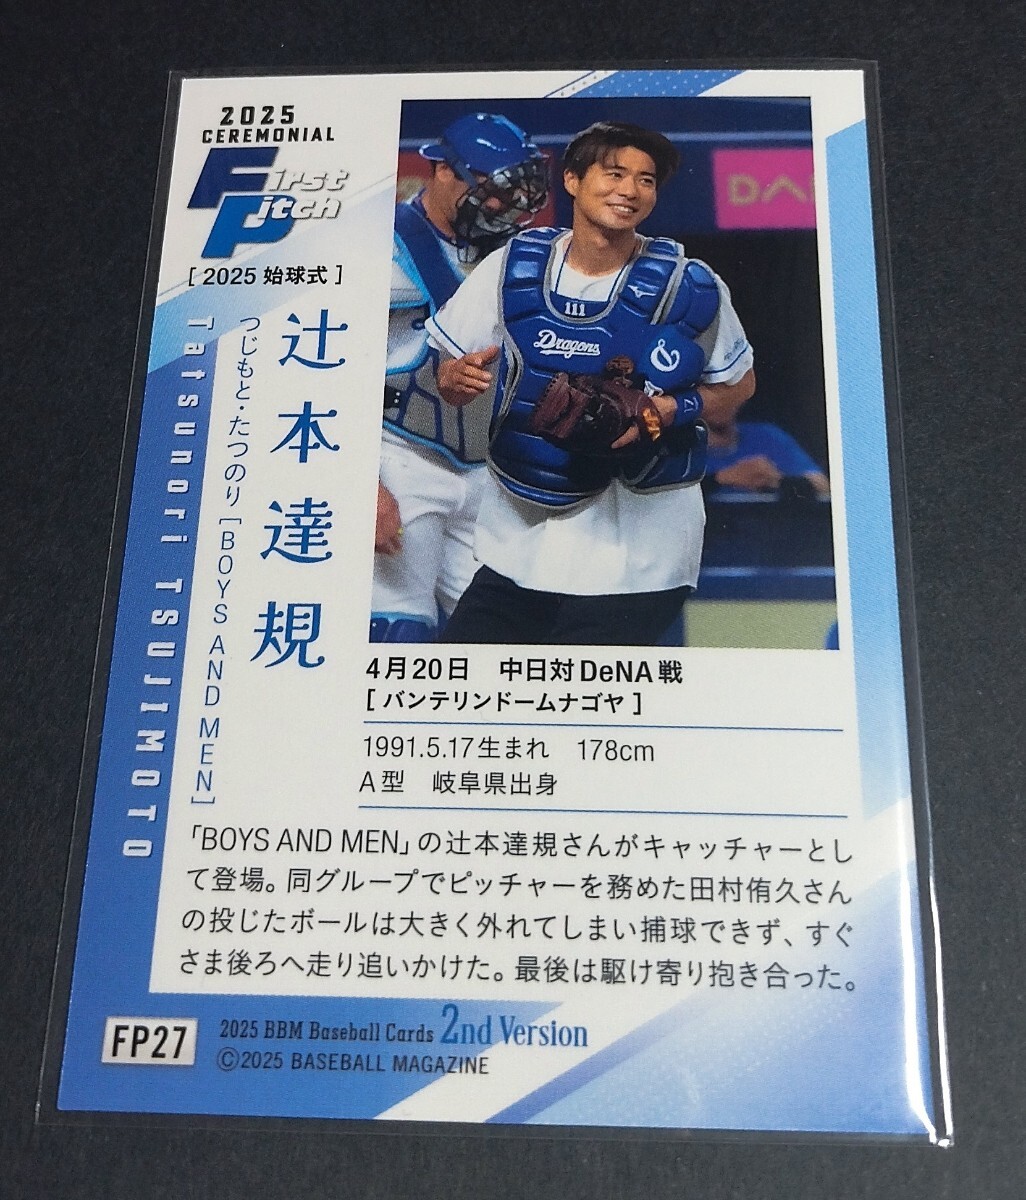 2025
CEREMONIAL
First
Pitch
[ 2025 始球式 ]
辻本達規
つじもと・たつのり [BOYS AND MEN]
Tatsunori TSUJIMOTO
111
Dragons
4月20日 中日対DeNA戦
[ バンテリンドームナゴヤ ]
1991.5.17生まれ 178cm
A型 岐阜県出身
「BOYS AND MEN」の辻本達規さんがキャッチャーとし
て登場。同グループでピッチャーを務めた田村侑久さん
の投じたボールは大きく外れてしまい捕球できず、すぐ
さま後ろへ走り追いかけた。最後は駆け寄り抱き合った。
FP27
2025 BBM Baseball Cards 2nd Version
©2025 BASEBALL MAGAZINE